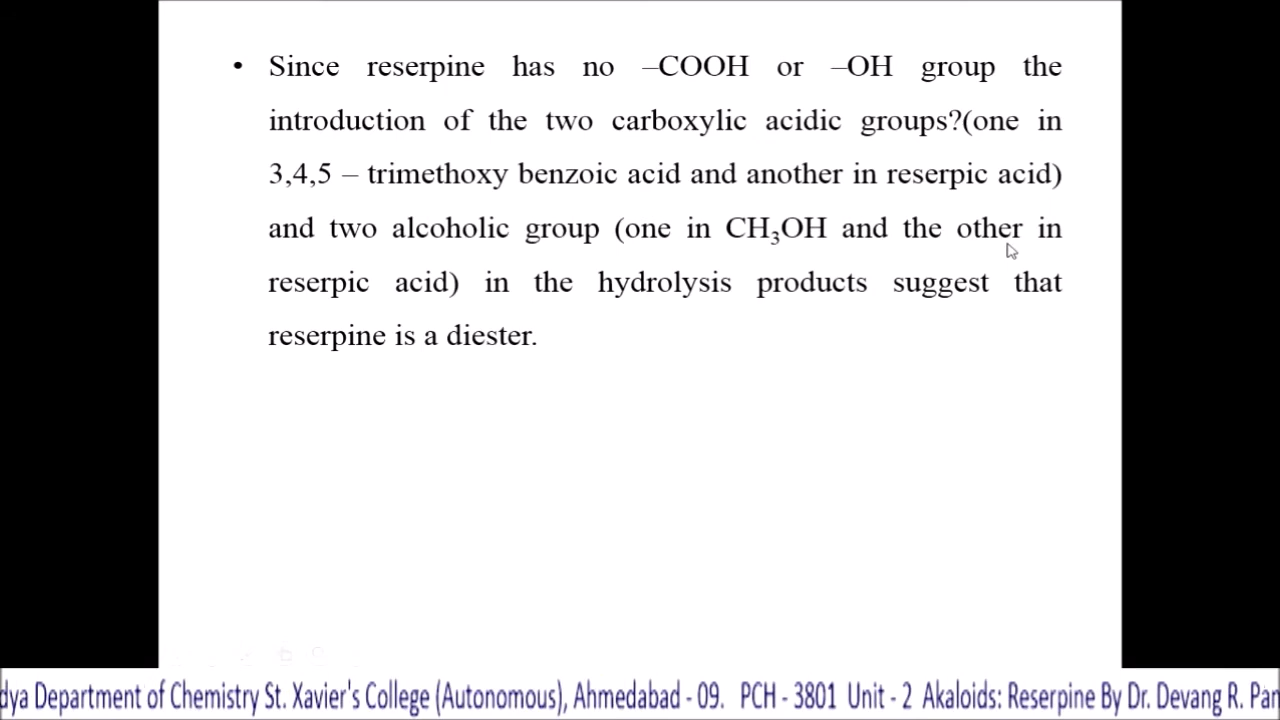 • Since reserpine has no –COOH or –OH group the
introduction of the two carboxylic acidic groups?(one in
3,4,5 – trimethoxy benzoic acid and another in reserpic acid)
and two alcoholic group (one in CH₃OH and the other in
reserpic acid) in the hydrolysis products suggest that
reserpine is a diester.
dya Department of Chemistry St. Xavier's College (Autonomous), Ahmedabad - 09. PCH - 3801 Unit - 2 Akaloids: Reserpine By Dr. Devang R. Pan